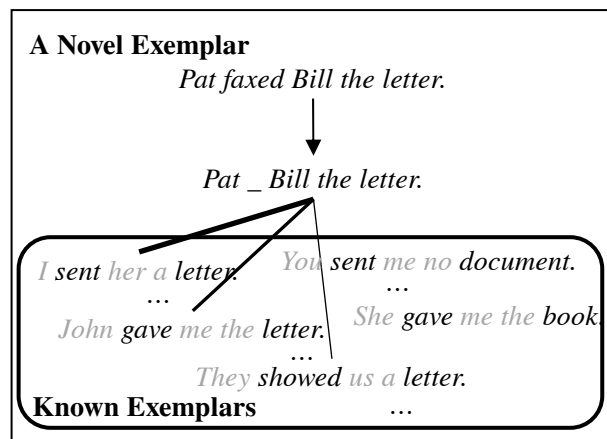 A Novel Exemplar
Pat faxed Bill the letter.
Pat _ Bill the letter.
I sent her a letter.
You sent me no document.
...
...
John gave me the letter.
She gave me the book.
...
They showed us a letter.
Known Exemplars
...